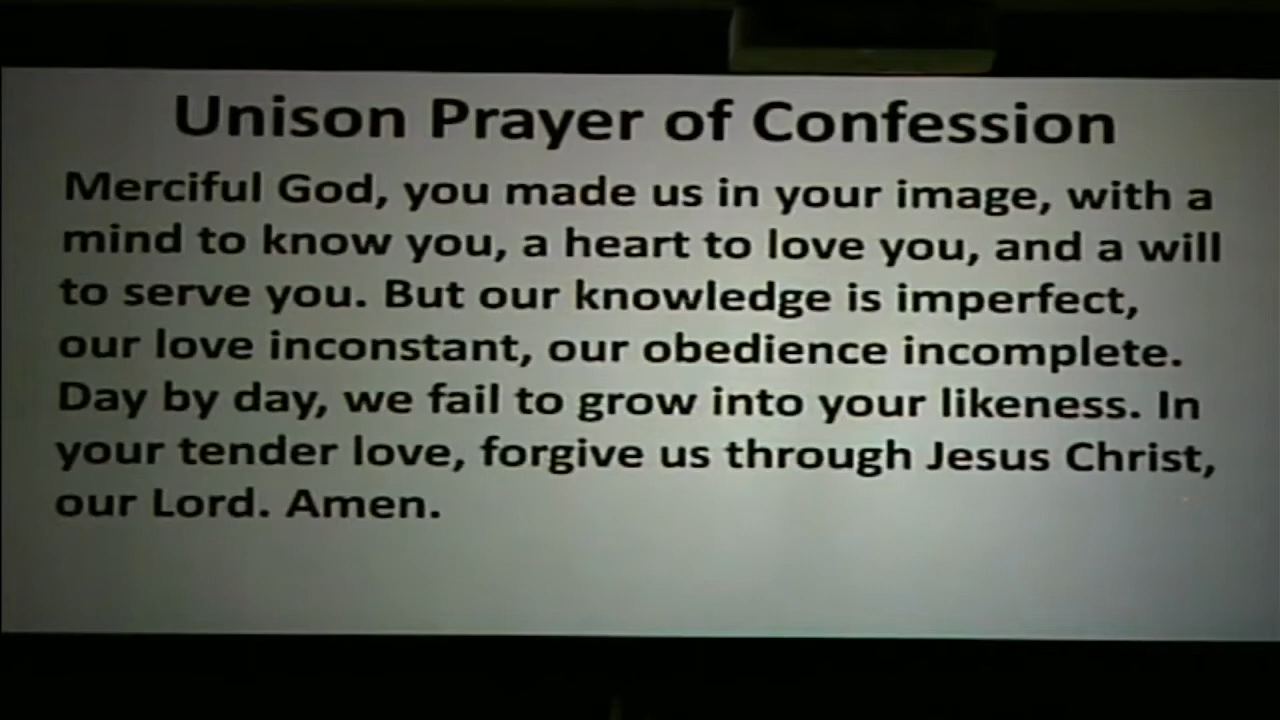 Unison Prayer of Confession
Merciful God, you made us in your image, with a
mind to know you, a heart to love you, and a will
to serve you. But our knowledge is imperfect,
our love inconstant, our obedience incomplete.
Day by day, we fail to grow into your likeness. In
your tender love, forgive us through Jesus Christ,
our Lord. Amen.